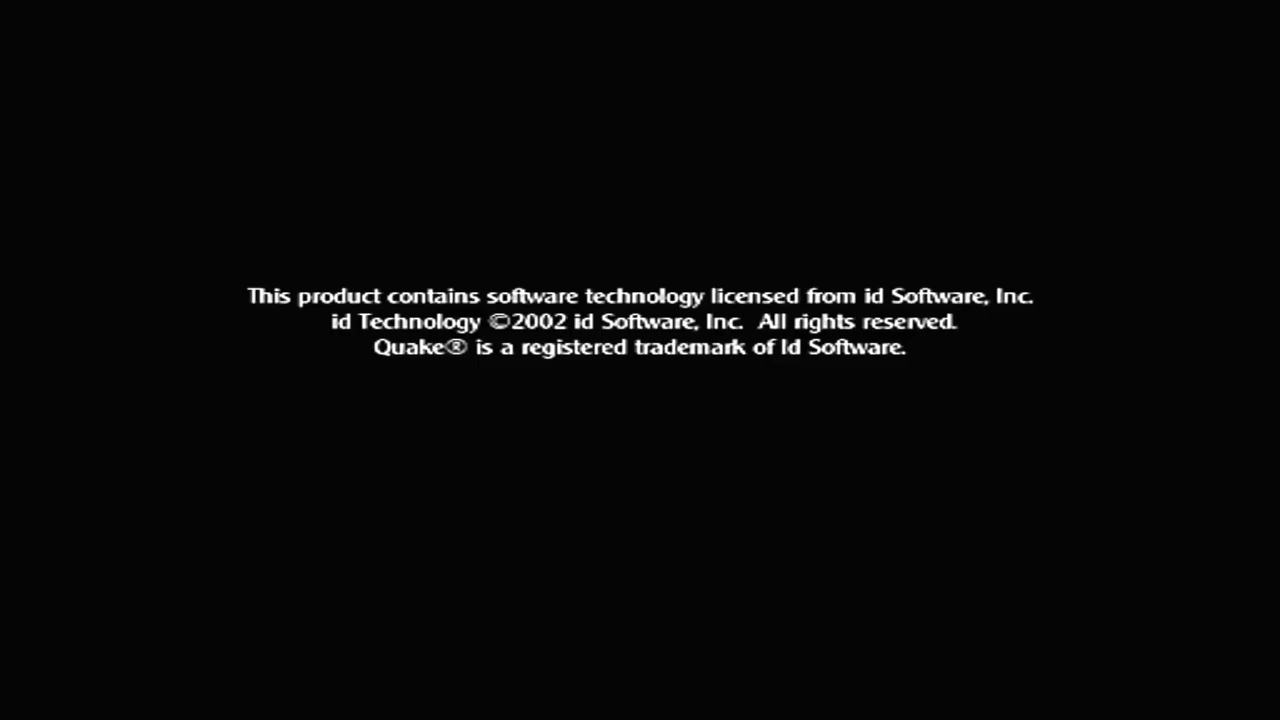 This product contains software technology licensed from id Software, Inc.
id Technology ©2002 id Software, Inc.  All rights reserved.
Quake® is a registered trademark of Id Software.